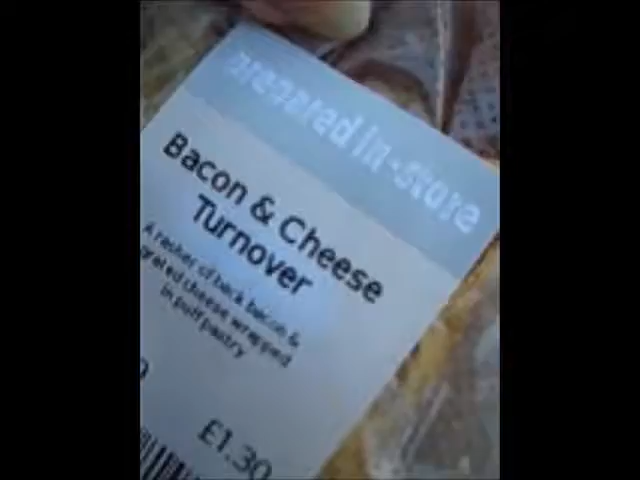 prepared in-store
Bacon & Cheese
Turnover
A rasher of back bacon &
grated cheese wrapped
in puff pastry
£1.30